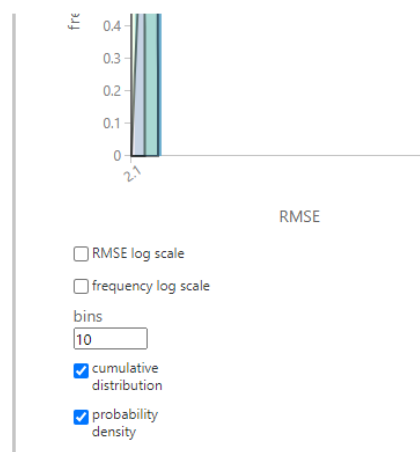 fre
0.4
0.3
0.2
0.1
0
2.1
RMSE
RMSE log scale
frequency log scale
bins
10
cumulative
distribution
probability
density